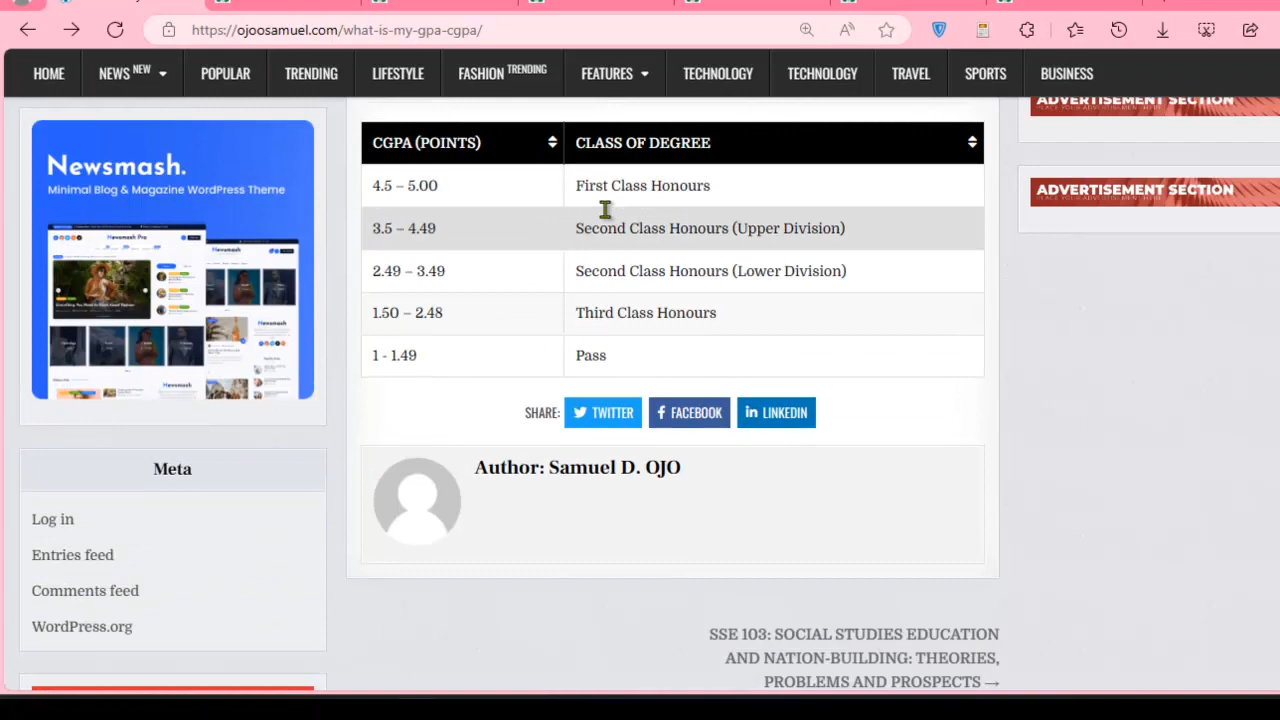 https://ojoosamuel.com/what-is-my-gpa-cgpa/
HOME NEWS NEW POPULAR TRENDING LIFESTYLE FASHION TRENDING FEATURES TECHNOLOGY TECHNOLOGY TRAVEL SPORTS BUSINESS
Newsmash.
Minimal Blog & Magazine WordPress Theme
CGPA (POINTS) CLASS OF DEGREE
4.5 – 5.00 First Class Honours
3.5 – 4.49 Second Class Honours (Upper Division)
2.49 – 3.49 Second Class Honours (Lower Division)
1.50 – 2.48 Third Class Honours
1 - 1.49 Pass
SHARE: TWITTER FACEBOOK LINKEDIN
Author: Samuel D. OJO
Meta
Log in
Entries feed
Comments feed
WordPress.org
SSE 103: SOCIAL STUDIES EDUCATION
AND NATION-BUILDING: THEORIES,
PROBLEMS AND PROSPECTS →
ADVERTISEMENT SECTION
ADVERTISEMENT SECTION